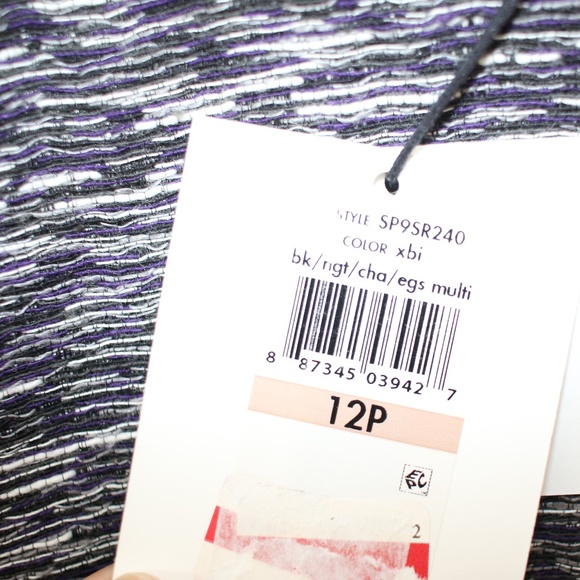 STYLE SP9SR240
COLOR xbi
bk/ngt/cha/egs multi
8 87345 03942 7
12P
2